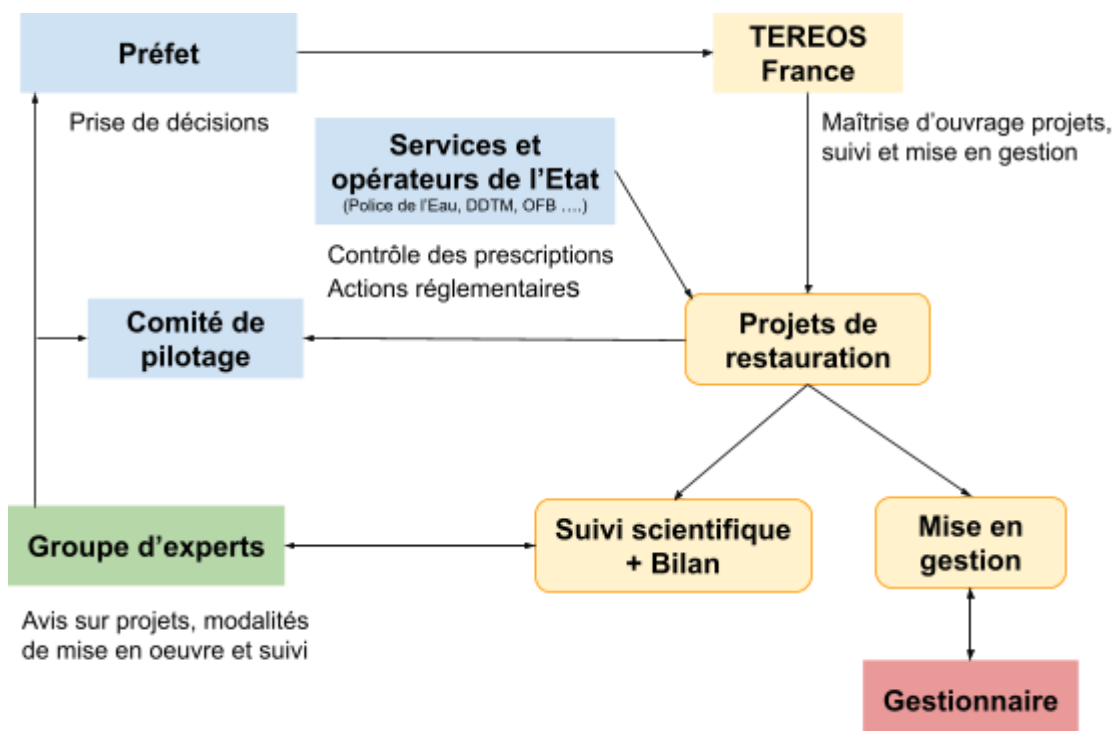 Préfet
TEREOS
France
Prise de décisions
Maîtrise d'ouvrage projets,
suivi et mise en gestion
Services et
opérateurs de l'Etat
(Police de l'Eau, DDTM, OFB ....)
Contrôle des prescriptions
Actions réglementaires
Comité de
pilotage
Projets de
restauration
Groupe d'experts
Suivi scientifique
+ Bilan
Mise en
gestion
Avis sur projets, modalités
de mise en oeuvre et suivi
Gestionnaire